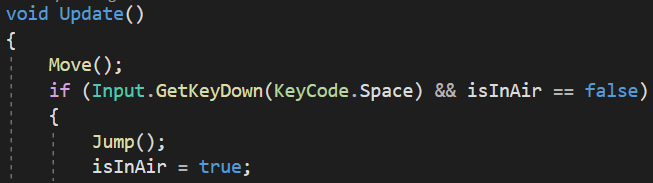 void Update()
{
Move();
if (Input.GetKeyDown(KeyCode.Space) && isInAir == false)
{
Jump();
isInAir = true;